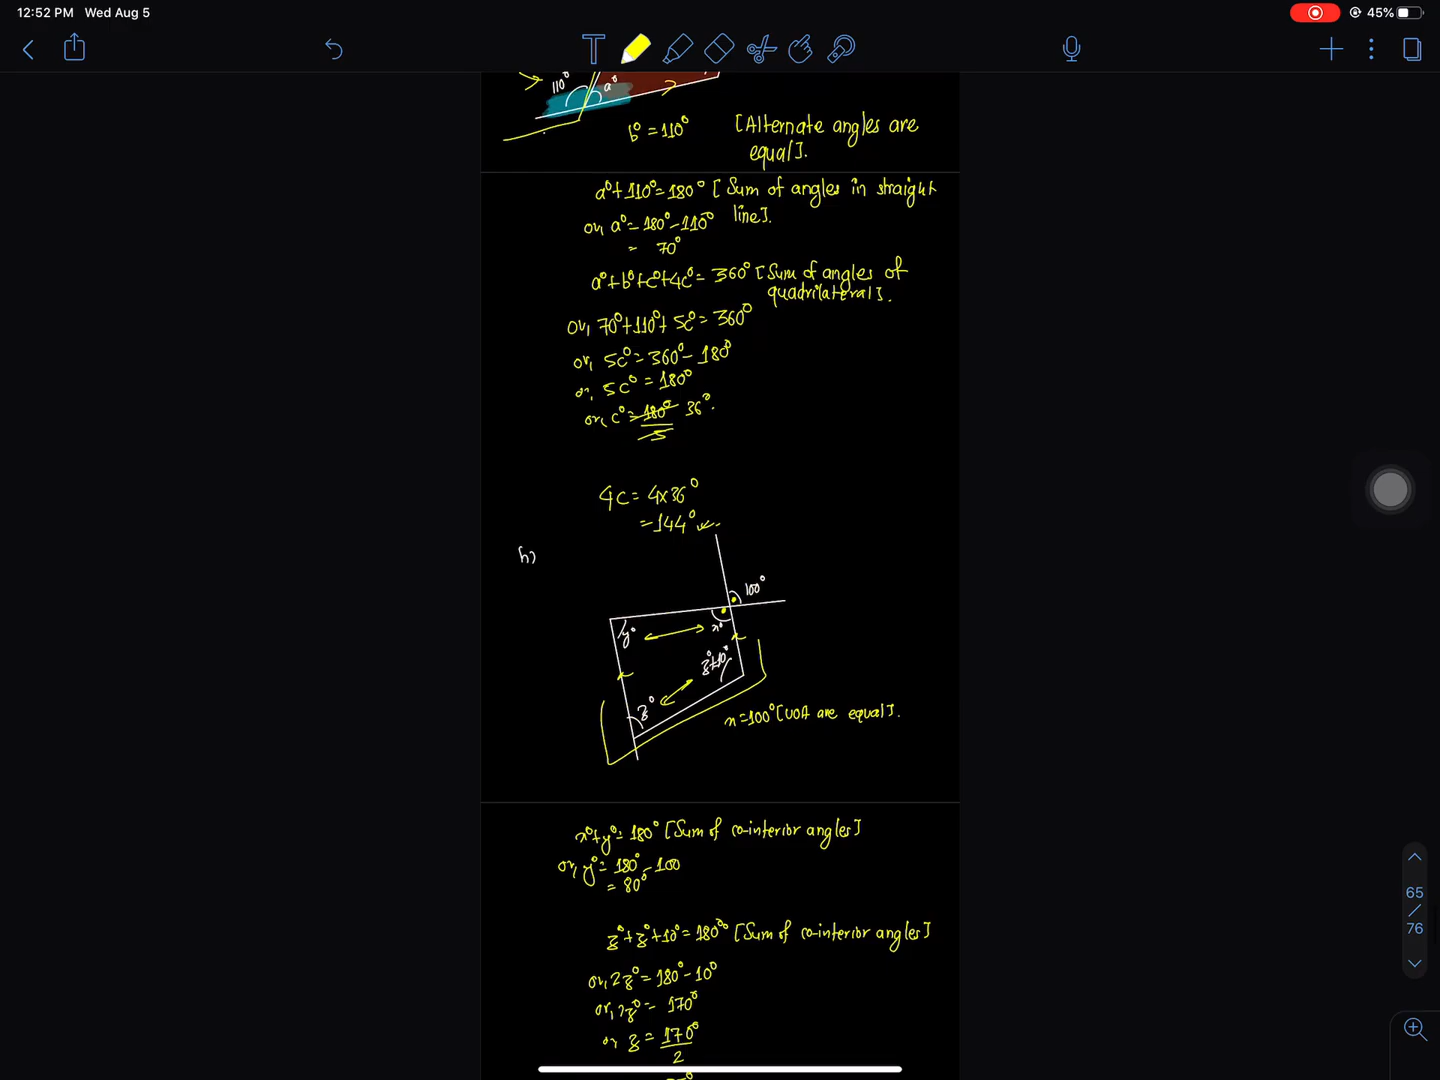 12:52 PM Wed Aug 5
45%
T
110° a°
b° = 110° [Alternate angles are
equal].
a°+110°=180° [Sum of angles in straight
line].
or, a°=180°-110°
= 70°
a°+b°+c°+4c°= 360° [Sum of angles of
quadrilateral].
or, 70°+110°+5c°= 360°
or, 5c°= 360°- 180°
or, 5c° = 180°
or, c°= 180°/5 36°.
4c= 4x36°
=144°
h)
100°
y° x°
z°+10°
z°
x=100° [VOA are equal].
x°+y°=180° [Sum of co-interior angles]
or, y°= 180°-100
= 80°
z°+z°+10°=180° [Sum of co-interior angles]
or, 2z°=180°-10°
or, 2z°= 170°
or z = 170°/2
65
/
76